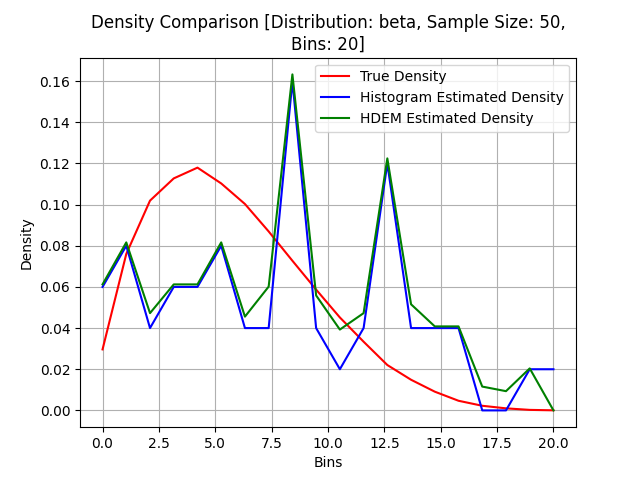 Density Comparison [Distribution: beta, Sample Size: 50,
Bins: 20]
True Density
Histogram Estimated Density
HDEM Estimated Density
Density
0.16
0.14
0.12
0.10
0.08
0.06
0.04
0.02
0.00
0.0 2.5 5.0 7.5 10.0 12.5 15.0 17.5 20.0
Bins